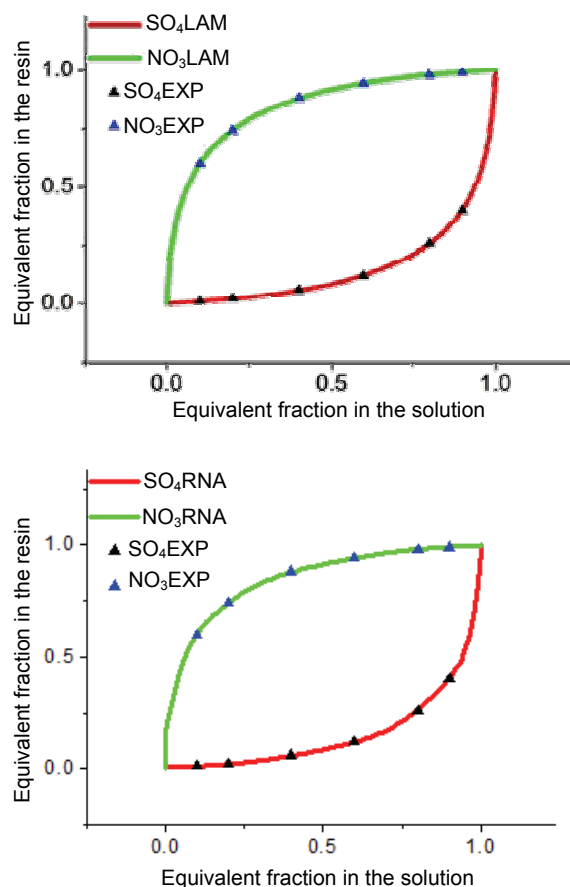 SO₄LAM
NO₃LAM
SO₄EXP
NO₃EXP
1.0
0.5
0.0
0.0 0.5 1.0
Equivalent fraction in the resin
Equivalent fraction in the solution
SO₄RNA
NO₃RNA
SO₄EXP
NO₃EXP
1.0
0.5
0.0
0.0 0.5 1.0
Equivalent fraction in the resin
Equivalent fraction in the solution